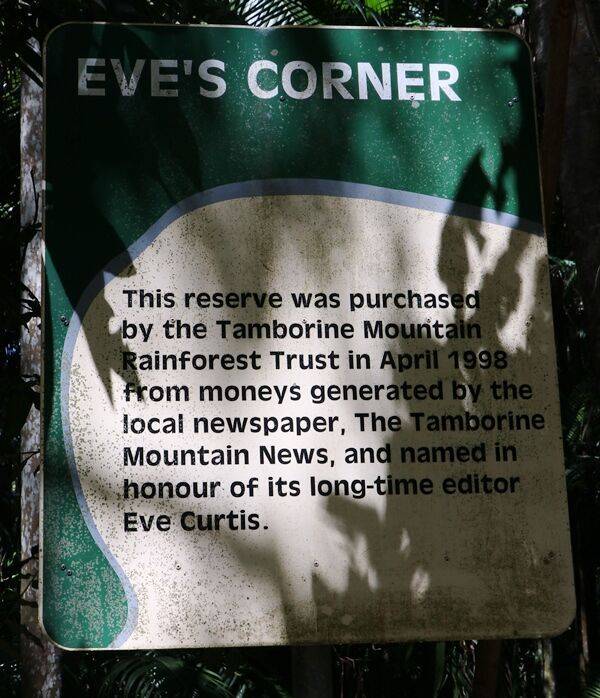 EVE'S CORNER
This reserve was purchased
by the Tamborine Mountain
Rainforest Trust in April 1998
from moneys generated by the
local newspaper, The Tamborine
Mountain News, and named in
honour of its long-time editor
Eve Curtis.